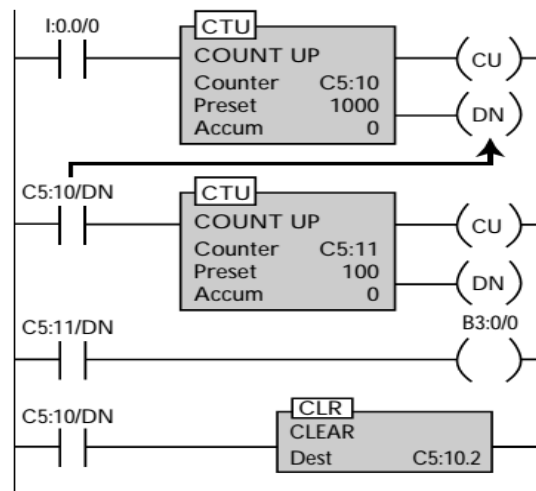 I:0.0/0
CTU
COUNT UP
Counter C5:10
Preset 1000
Accum 0
CU
DN
C5:10/DN
CTU
COUNT UP
Counter C5:11
Preset 100
Accum 0
CU
DN
C5:11/DN
B3:0/0
C5:10/DN
CLR
CLEAR
Dest C5:10.2